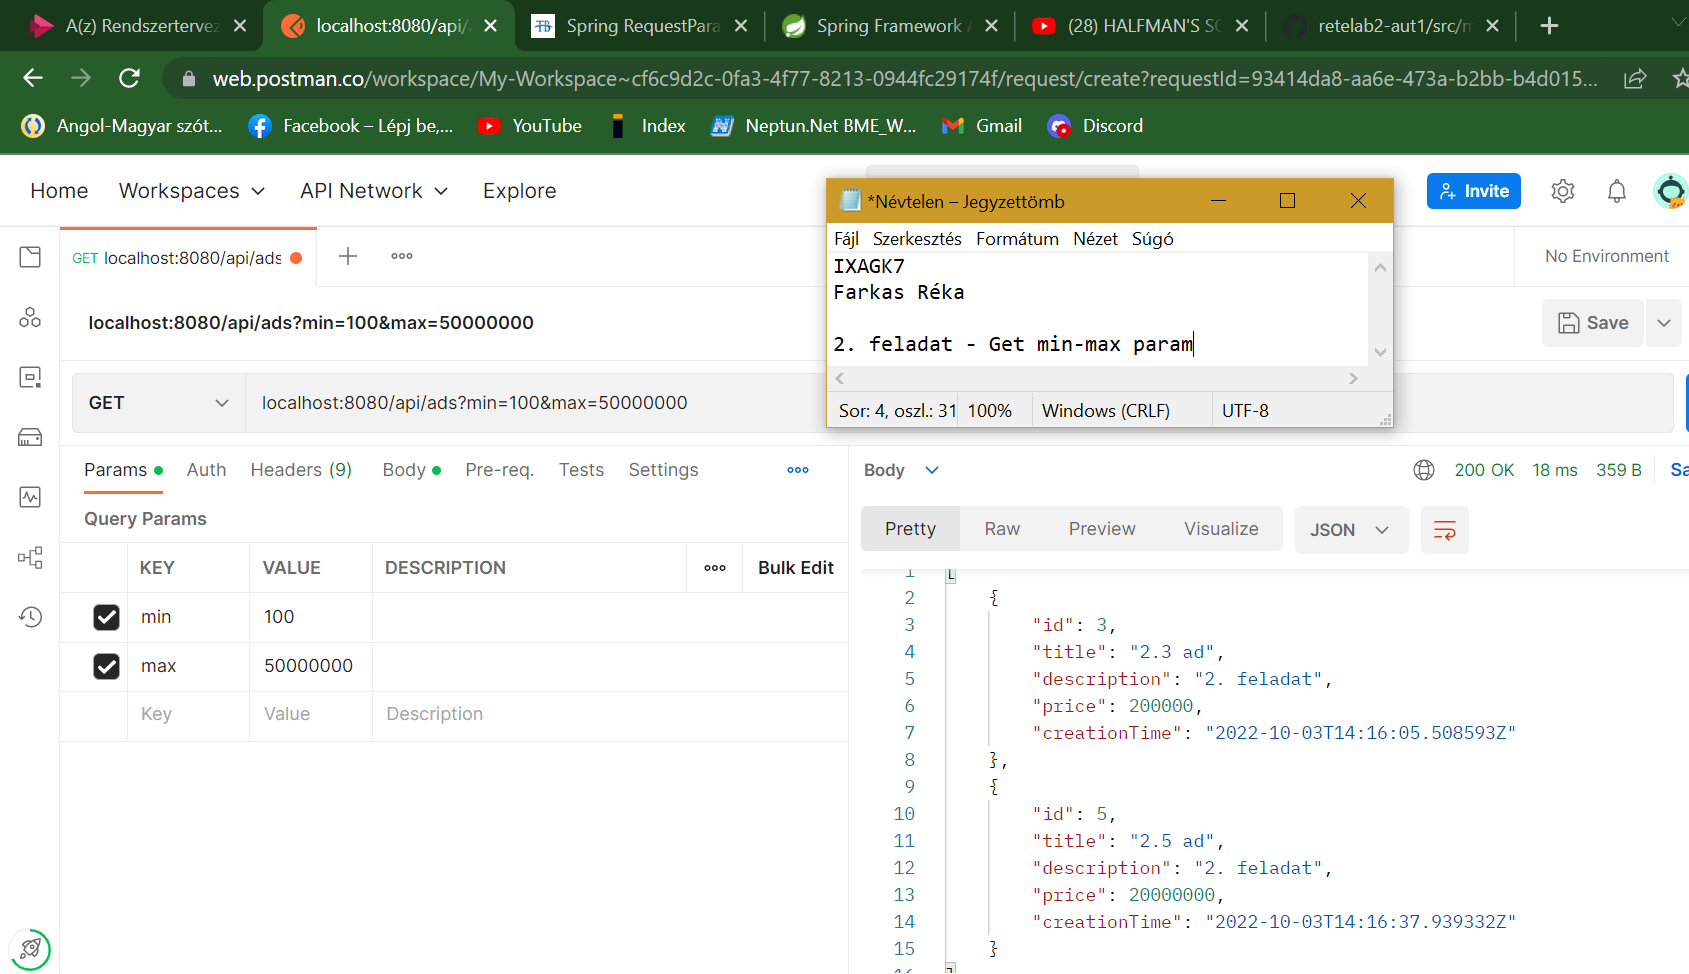 A(z) Rendszertervez
localhost:8080/api/
Spring RequestPara
Spring Framework /
(28) HALFMAN'S SC
retelab2-aut1/src/m
web.postman.co/workspace/My-Workspace~cf6c9d2c-0fa3-4f77-8213-0944fc29174f/request/create?requestId=93414da8-aa6e-473a-b2bb-b4d015...
Angol-Magyar szót...
Facebook – Lépj be,...
YouTube
Index
Neptun.Net BME_W...
Gmail
Discord
Home
Workspaces
API Network
Explore
Invite
*Névtelen – Jegyzettömb
Fájl Szerkesztés Formátum Nézet Súgó
IXAGK7
Farkas Réka
2. feladat - Get min-max param
Sor: 4, oszl.: 31
100%
Windows (CRLF)
UTF-8
GET localhost:8080/api/ads
No Environment
localhost:8080/api/ads?min=100&max=50000000
Save
GET
localhost:8080/api/ads?min=100&max=50000000
Params
Auth
Headers (9)
Body
Pre-req.
Tests
Settings
Query Params
KEY
VALUE
DESCRIPTION
Bulk Edit
min
100
max
50000000
Key
Value
Description
Body
200 OK
18 ms
359 B
Sa
Pretty
Raw
Preview
Visualize
JSON
1 [
2 {
3 "id": 3,
4 "title": "2.3 ad",
5 "description": "2. feladat",
6 "price": 200000,
7 "creationTime": "2022-10-03T14:16:05.508593Z"
8 },
9 {
10 "id": 5,
11 "title": "2.5 ad",
12 "description": "2. feladat",
13 "price": 20000000,
14 "creationTime": "2022-10-03T14:16:37.939332Z"
15 }
16 ]